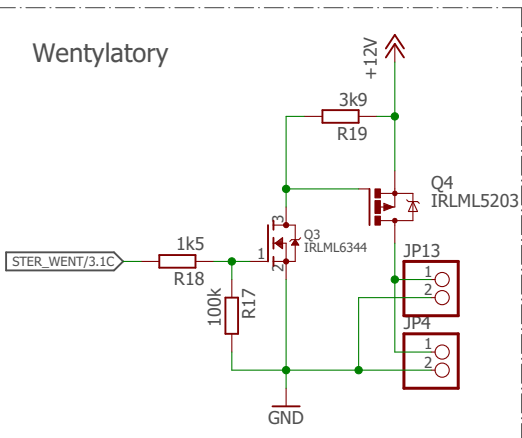 Wentylatory
+12V
3k9
R19
Q4
IRLML5203
3
Q3
IRLML6344
1
2
STER_WENT/3.1C
1k5
R18
100k
R17
JP13
1
2
JP4
1
2
GND